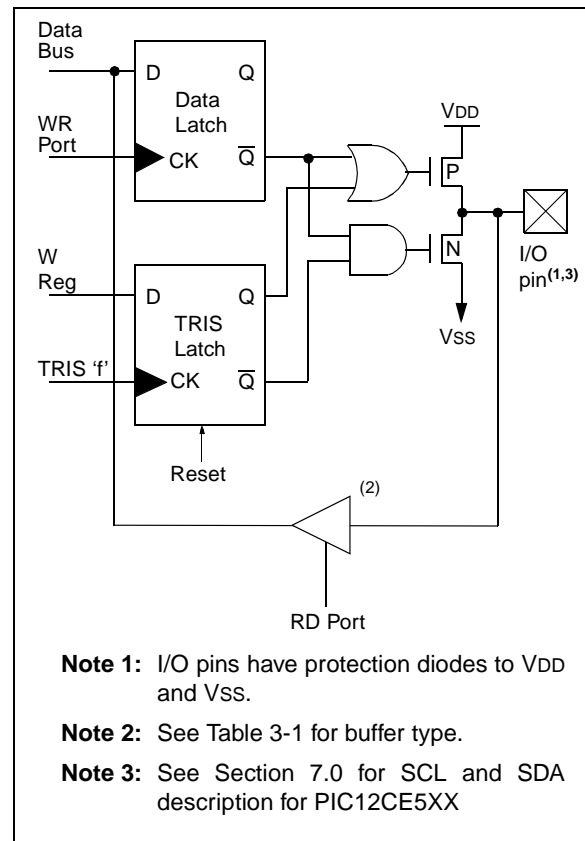 Data
Bus
D
Q
Data
Latch
WR
Port
CK
Q
VDD
P
N
I/O
pin(1,3)
VSS
W
Reg
D
Q
TRIS
Latch
TRIS 'f'
CK
Q
Reset
(2)
RD Port
Note 1: I/O pins have protection diodes to VDD
and VSS.
Note 2: See Table 3-1 for buffer type.
Note 3: See Section 7.0 for SCL and SDA
description for PIC12CE5XX